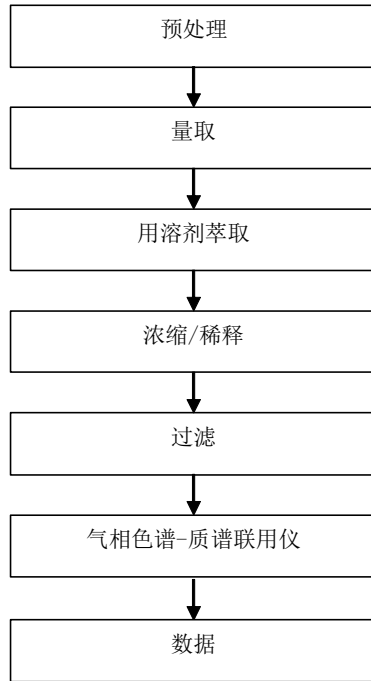 预处理
量取
用溶剂萃取
浓缩/稀释
过滤
气相色谱-质谱联用仪
数据